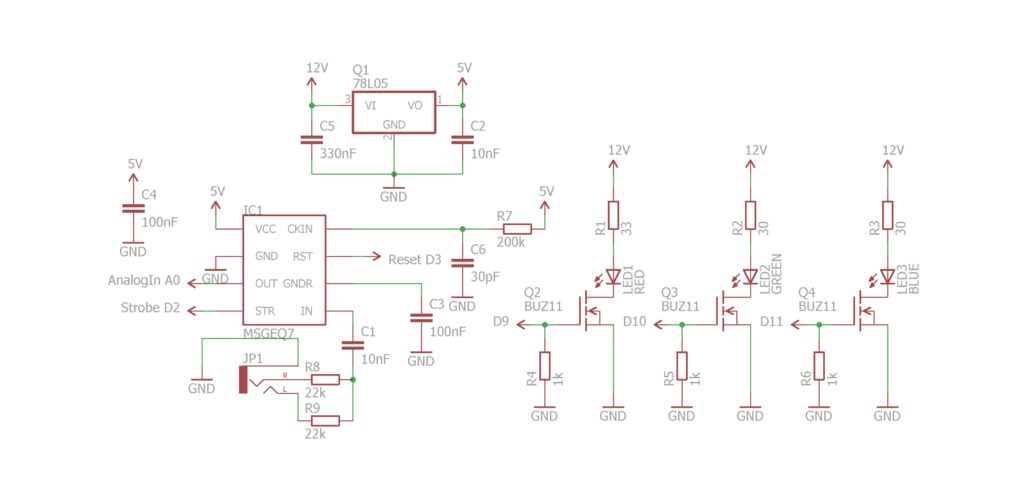 12V
Q1
78L05
5V
3
VI
VO
1
GND
2
C5
330nF
C2
10nF
GND
5V
C4
100nF
GND
5V
IC1
VCC
CKIN
GND
RST
OUT
GNDR
STR
IN
MSGEQ7
GND
AnalogIn A0
Strobe D2
Reset D3
R7
200k
5V
C6
30pF
GND
C3
100nF
GND
C1
10nF
JP1
R
L
GND
R8
22k
R9
22k
12V
R1
33
LED1
RED
Q2
BUZ11
D9
R4
1k
GND
GND
12V
R2
30
LED2
GREEN
Q3
BUZ11
D10
R5
1k
GND
GND
12V
R3
30
LED3
BLUE
Q4
BUZ11
D11
R6
1k
GND
GND